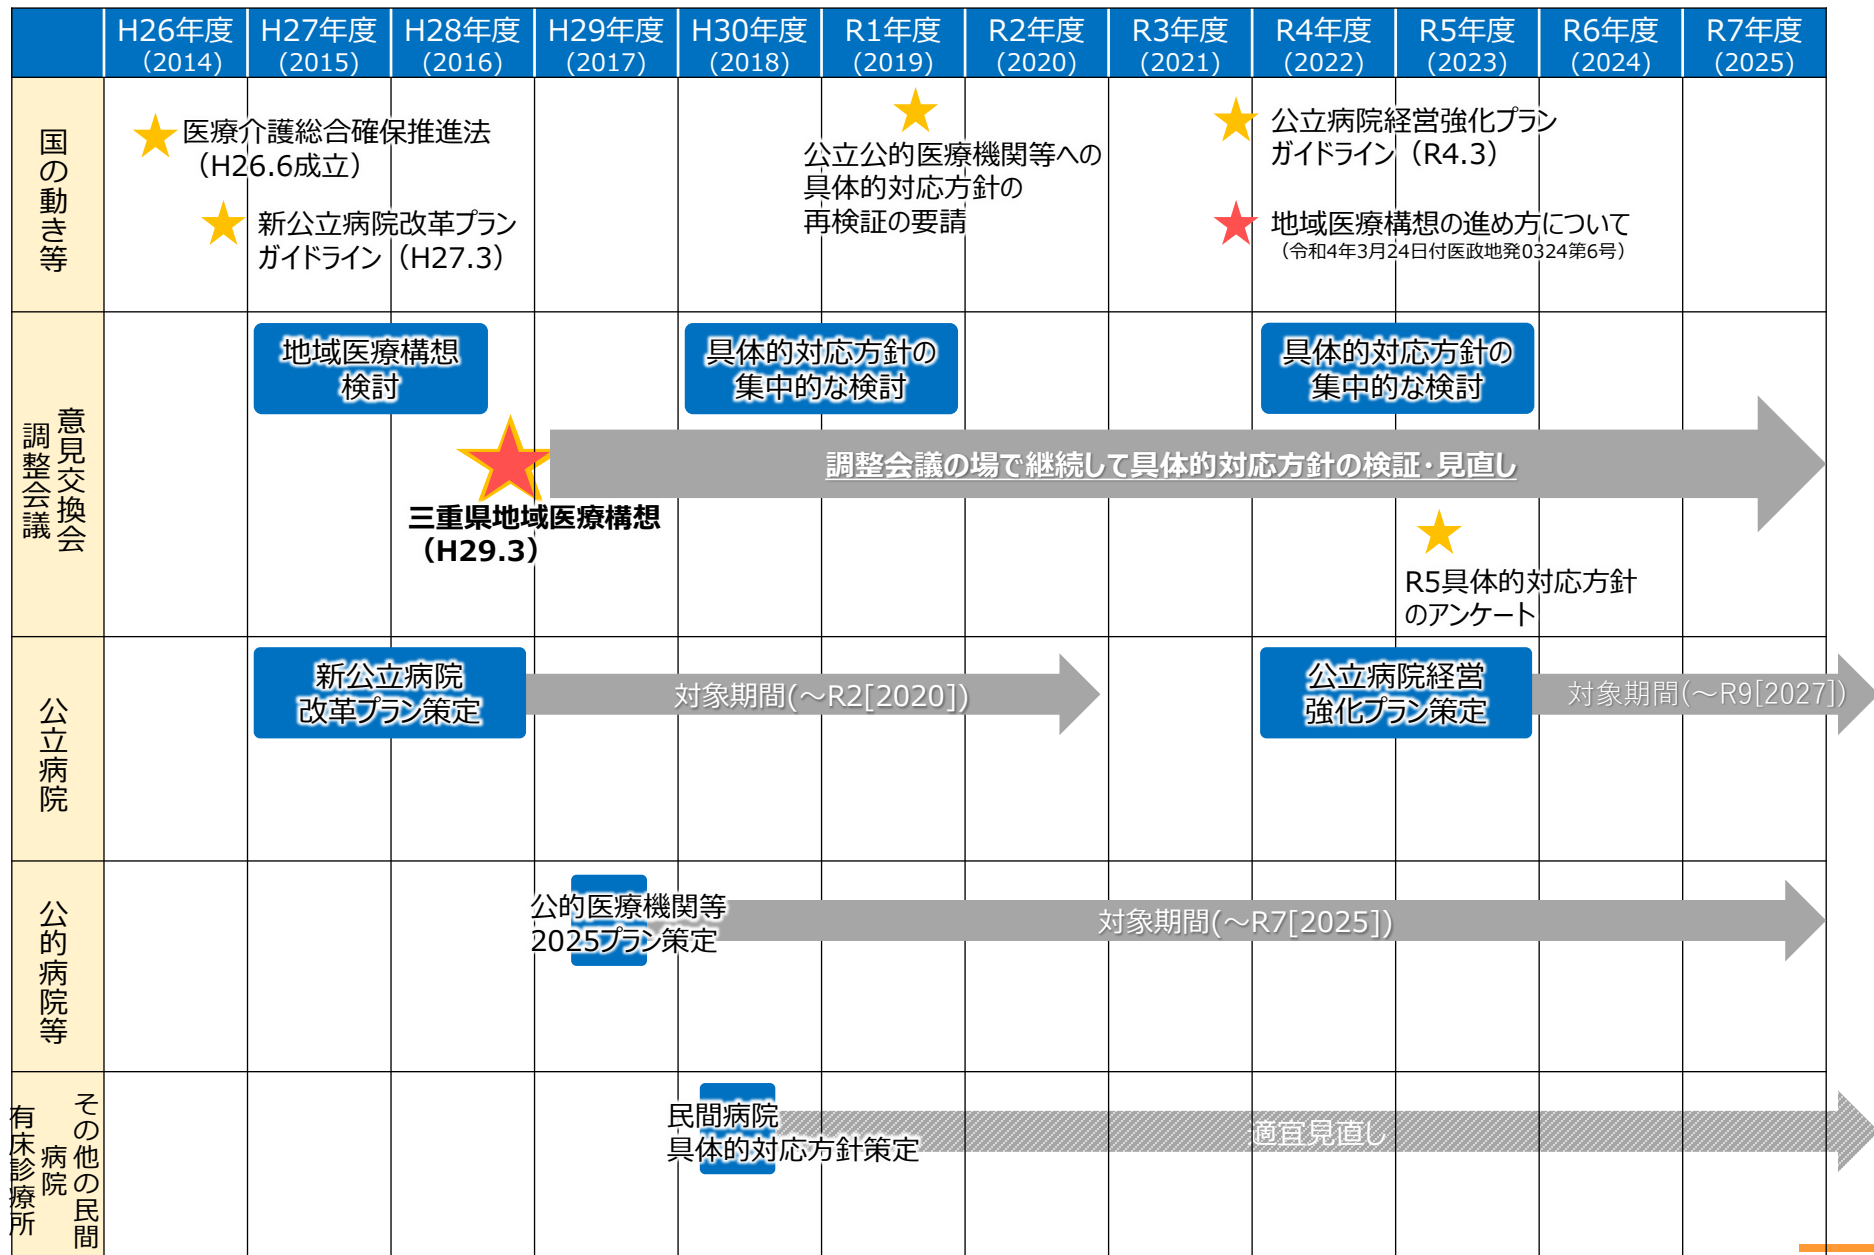 H26年度
(2014)
H27年度
(2015)
H28年度
(2016)
H29年度
(2017)
H30年度
(2018)
R1年度
(2019)
R2年度
(2020)
R3年度
(2021)
R4年度
(2022)
R5年度
(2023)
R6年度
(2024)
R7年度
(2025)
国の動き等
医療介護総合確保推進法
（H26.6成立）
新公立病院改革プラン
ガイドライン（H27.3）
公立公的医療機関等への
具体的対応方針の
再検証の要請
公立病院経営強化プラン
ガイドライン（R4.3）
地域医療構想の進め方について
（令和4年3月24日付医政地発0324第6号）
意見交換会
調整会議
地域医療構想
検討
具体的対応方針の
集中的な検討
具体的対応方針の
集中的な検討
調整会議の場で継続して具体的対応方針の検証・見直し
三重県地域医療構想
（H29.3）
R5具体的対応方針
のアンケート
公立病院
新公立病院
改革プラン策定
対象期間(～R2[2020])
公立病院経営
強化プラン策定
対象期間(～R9[2027])
公的病院等
公的医療機関等
2025プラン策定
対象期間(～R7[2025])
その他の民間
病院
有床診療所
民間病院
具体的対応方針策定
適宜見直し